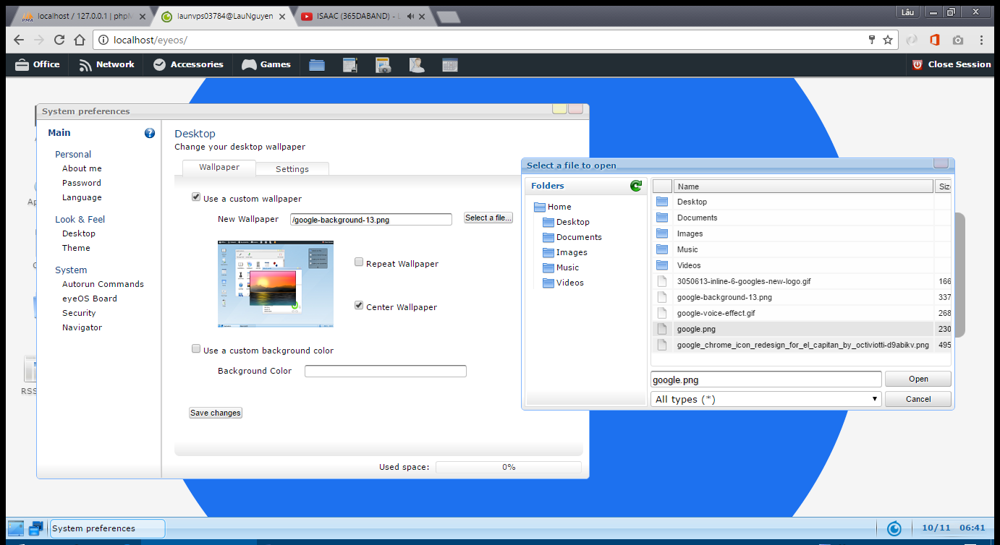 localhost / 127.0.0.1 | phpM
launvps03784@LauNguyen
ISAAC (365DABAND) - L
Lâu
localhost/eyeos/
Office
Network
Accessories
Games
Close Session
System preferences
Main
Personal
About me
Password
Language
Look & Feel
Desktop
Theme
System
Autorun Commands
eyeOS Board
Security
Navigator
Desktop
Change your desktop wallpaper
Wallpaper
Settings
Use a custom wallpaper
New Wallpaper
/google-background-13.png
Select a file...
Repeat Wallpaper
Center Wallpaper
Use a custom background color
Background Color
Save changes
Used space:
0%
Select a file to open
Folders
Home
Desktop
Documents
Images
Music
Videos
Name
Siz
Desktop
Documents
Images
Music
Videos
3050613-inline-6-googles-new-logo.gif 166
google-background-13.png 337
google-voice-effect.gif 268
google.png 230
google_chrome_icon_redesign_for_el_capitan_by_octiviotti-d9abikv.png 495
google.png
Open
All types (*)
Cancel
RSS
System preferences
10/11 06:41